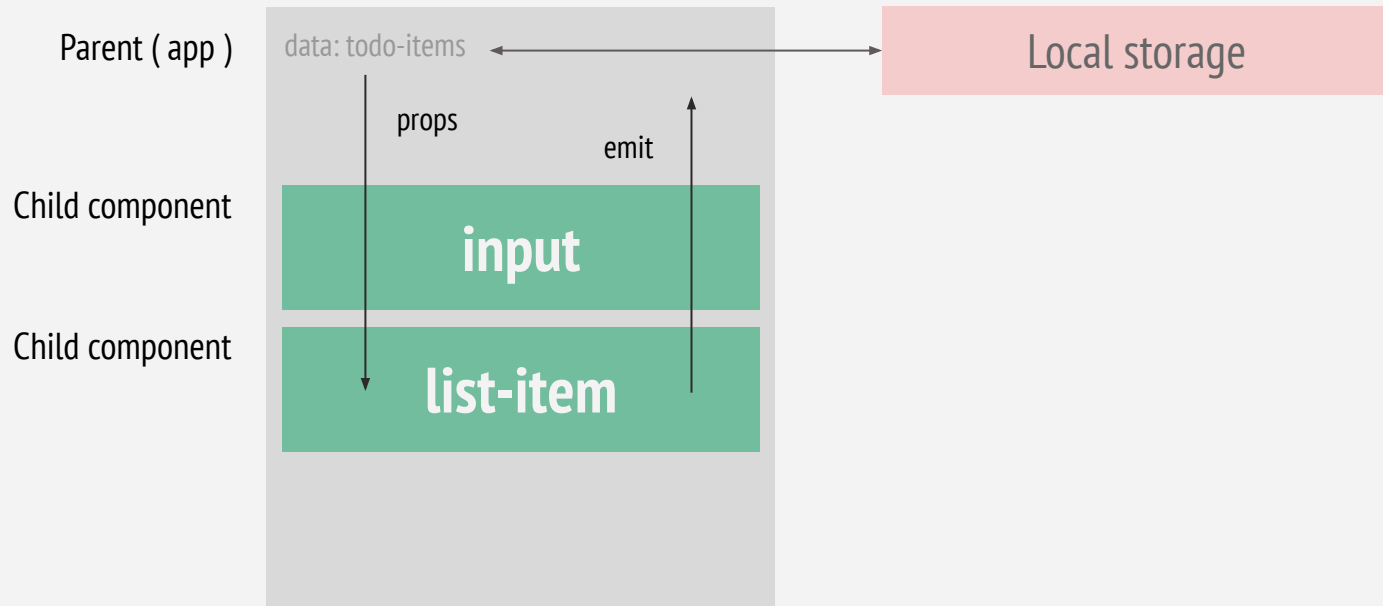 Parent ( app )
data: todo-items
Local storage
props
emit
Child component
input
Child component
list-item